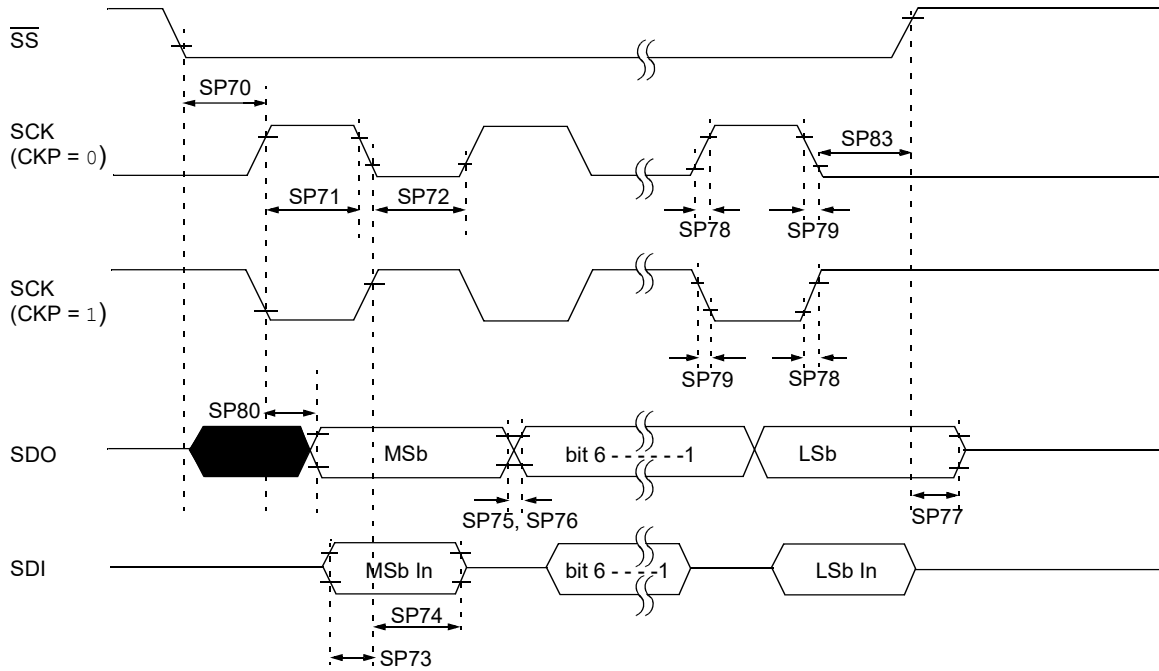 SS
SP70
SCK
(CKP = 0)
SP83
SP71
SP72
SP78
SP79
SCK
(CKP = 1)
SP79
SP78
SP80
SDO
MSb
bit 6 - - - - - -1
LSb
SP75, SP76
SP77
SDI
MSb In
bit 6 - - - -1
LSb In
SP74
SP73